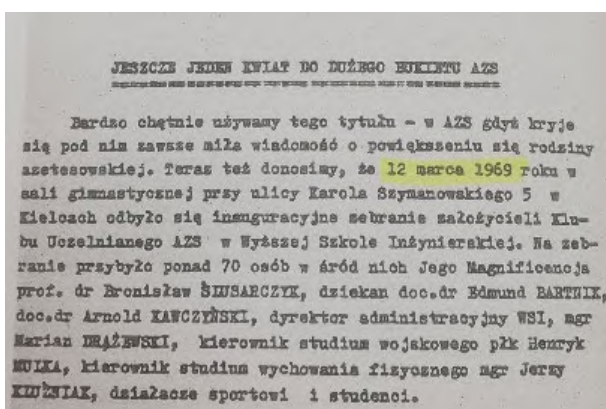 JESZCZE JEDEN KWIAT DO DUŻEGO BUKIETU AZS
Bardzo chętnie używamy tego tytułu - w AZS gdyż kryje
się pod nim zawsze miła wiadomość o powiększeniu się rodziny
azetesowskiej. Teraz też donosimy, że 12 marca 1969 roku w
sali gimnastycznej przy ulicy Karola Szymanowskiego 5 w
Kielcach odbyło się inauguracyjne zebranie założycieli Klu-
bu Uczelnianego AZS w Wyższej Szkole Inżynierskiej. Na zeb-
ranie przybyło ponad 70 osób w śród nich Jego Magnificencja
prof. dr Bronisław ŚLUSARCZYK, dziekan doc.dr Edmund BARTNIK,
doc.dr Arnold KAWCZYŃSKI, dyrektor administracyjny WSI, mgr
Marian DRĄŻEWSKI, kierownik studium wojskowego płk Henryk
MULKA, kierownik studium wychowania fizycznego mgr Jerzy
KLUŹNIAK, działacze sportowi i studenci.